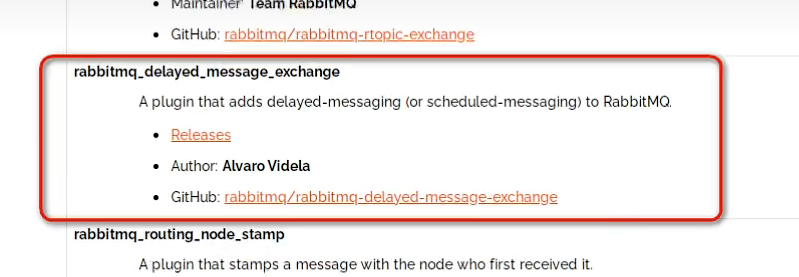 Maintainer: Team RabbitMQ
GitHub: rabbitmq/rabbitmq-rtopic-exchange
rabbitmq_delayed_message_exchange
A plugin that adds delayed-messaging (or scheduled-messaging) to RabbitMQ.
Releases
Author: Alvaro Videla
GitHub: rabbitmq/rabbitmq-delayed-message-exchange
rabbitmq_routing_node_stamp
A plugin that stamps a message with the node who first received it.